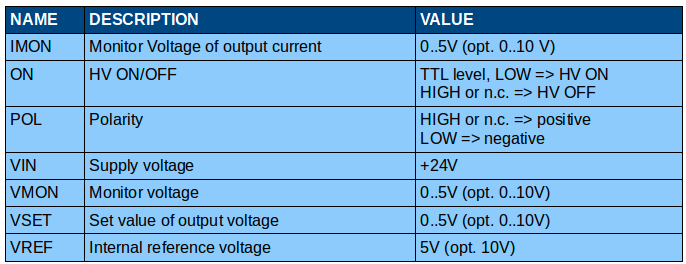 NAME DESCRIPTION VALUE
IMON Monitor Voltage of output current 0..5V (opt. 0..10 V)
ON HV ON/OFF TTL level, LOW => HV ON
HIGH or n.c. => HV OFF
POL Polarity HIGH or n.c. => positive
LOW => negative
VIN Supply voltage +24V
VMON Monitor voltage 0..5V (opt. 0..10V)
VSET Set value of output voltage 0..5V (opt. 0..10V)
VREF Internal reference voltage 5V (opt. 10V)